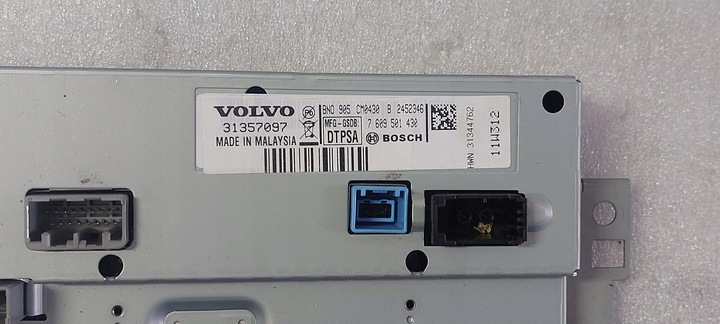 VOLVO
31357097
MADE IN MALAYSIA
P6
BNO 905 CM0430 B 2452346
MFG-GSDB: 7 609 501 430
DTPSA BOSCH
HWN 31344762
11W312